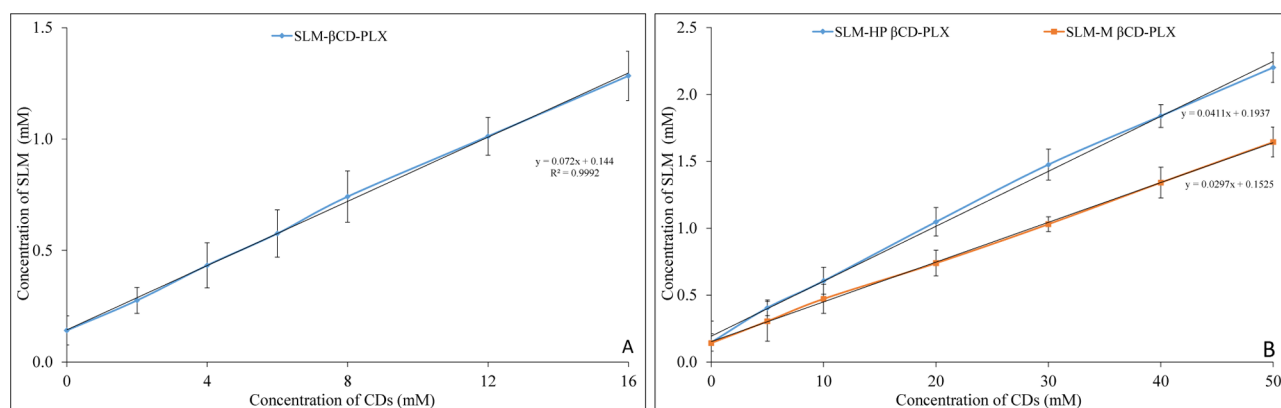 SLM-βCD-PLX
Concentration of SLM (mM)
1.5
1.0
0.5
0.0
y = 0.072x + 0.144
R² = 0.9992
A
0 4 8 12 16
Concentration of CDs (mM)
SLM-HP βCD-PLX SLM-M βCD-PLX
Concentration of SLM (mM)
2.5
2.0
1.5
1.0
0.5
0.0
y = 0.0411x + 0.1937
y = 0.0297x + 0.1525
B
0 10 20 30 40 50
Concentration of CDs (mM)